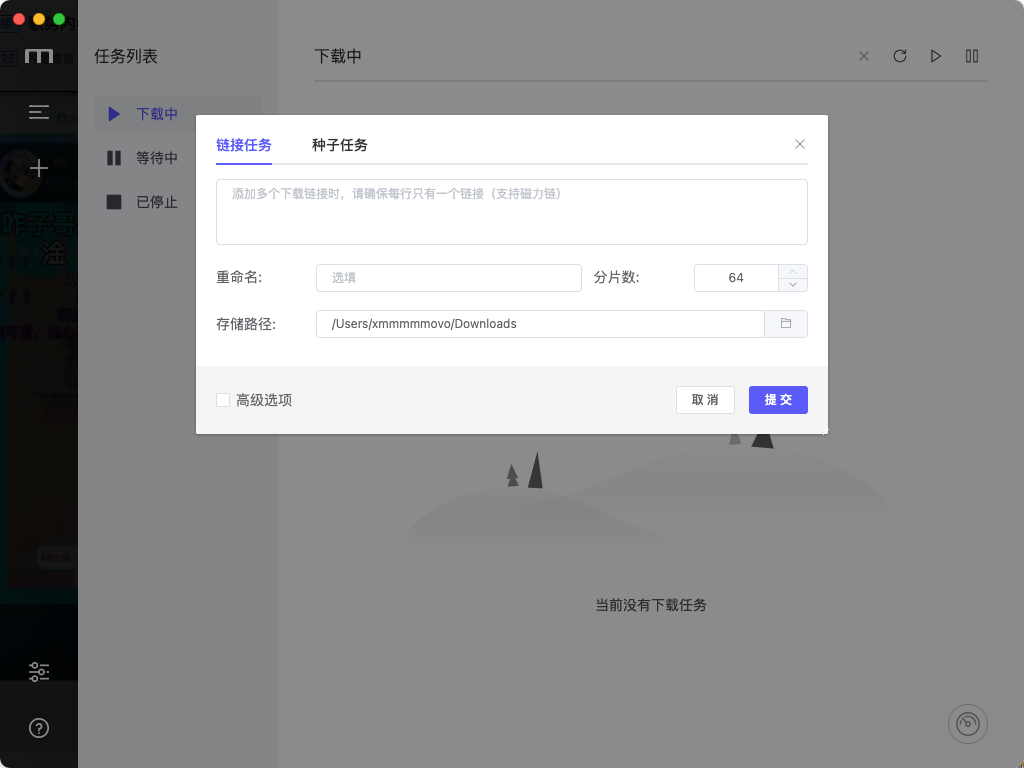 任务列表
下载中
下载中
等待中
已停止
链接任务
种子任务
添加多个下载链接时，请确保每行只有一个链接（支持磁力链）
重命名:
选填
分片数:
64
存储路径:
/Users/xmmmmmovo/Downloads
高级选项
取消
提交
当前没有下载任务